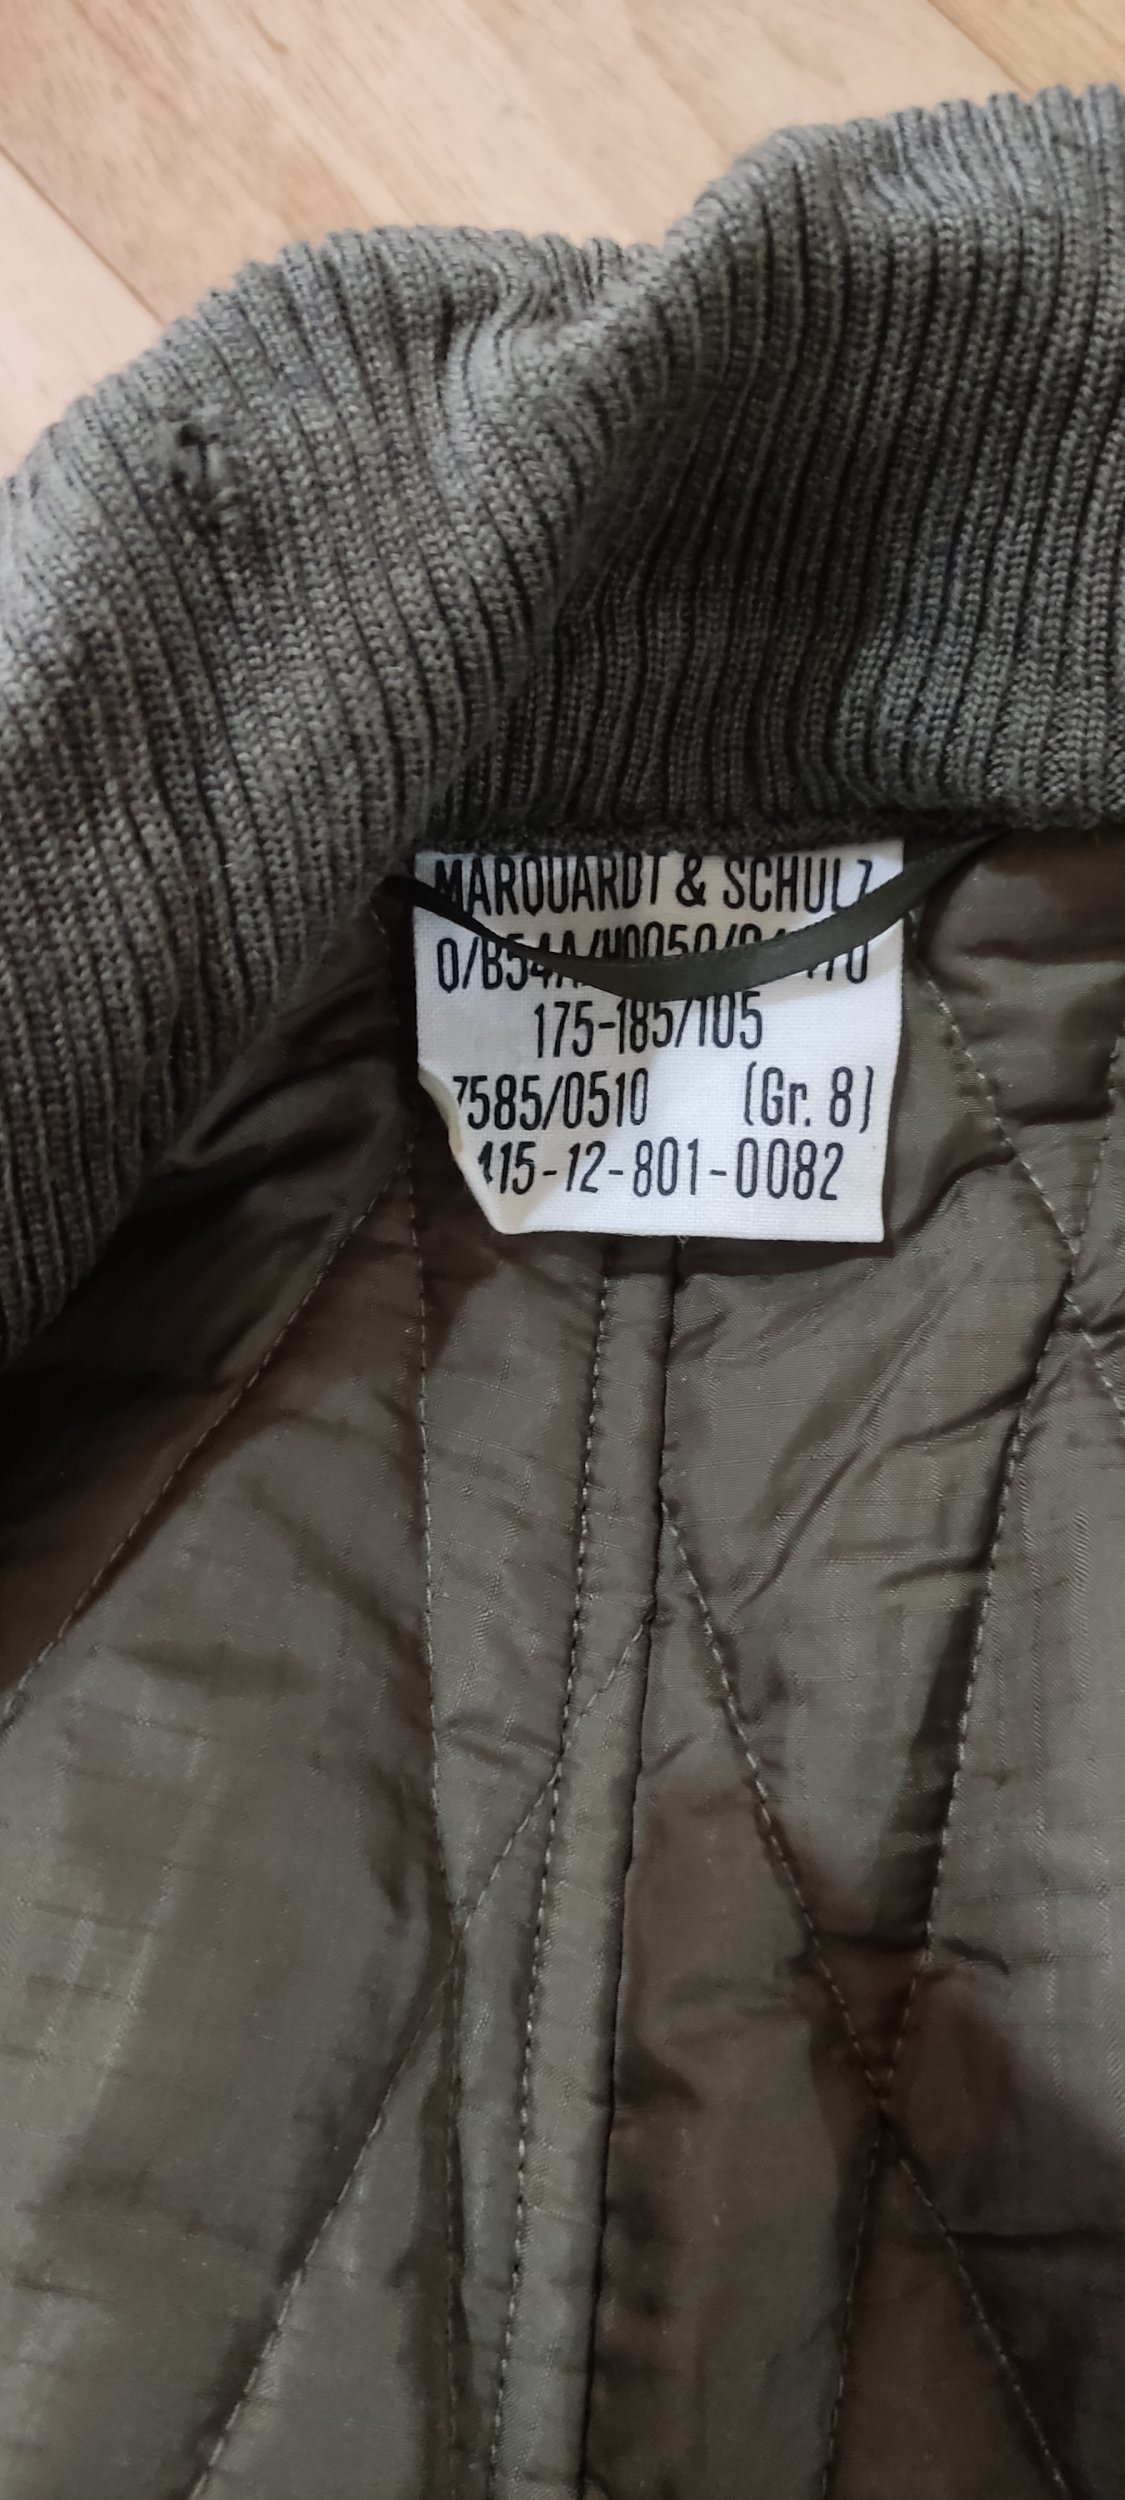 MARQUARDT & SCHULZ
175-185/105
7585/0510 (Gr. 8)
415-12-801-0082